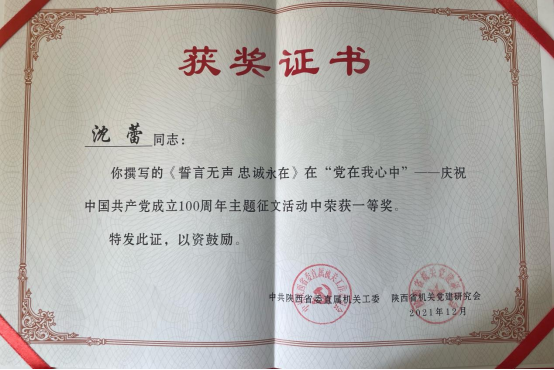 获奖证书
沈蕾同志：
你撰写的《誓言无声 忠诚永在》在“党在我心中”——庆祝
中国共产党成立100周年主题征文活动中荣获一等奖。
特发此证，以资鼓励。
中共陕西省委直属机关工委 陕西省机关党建研究会
2021年12月